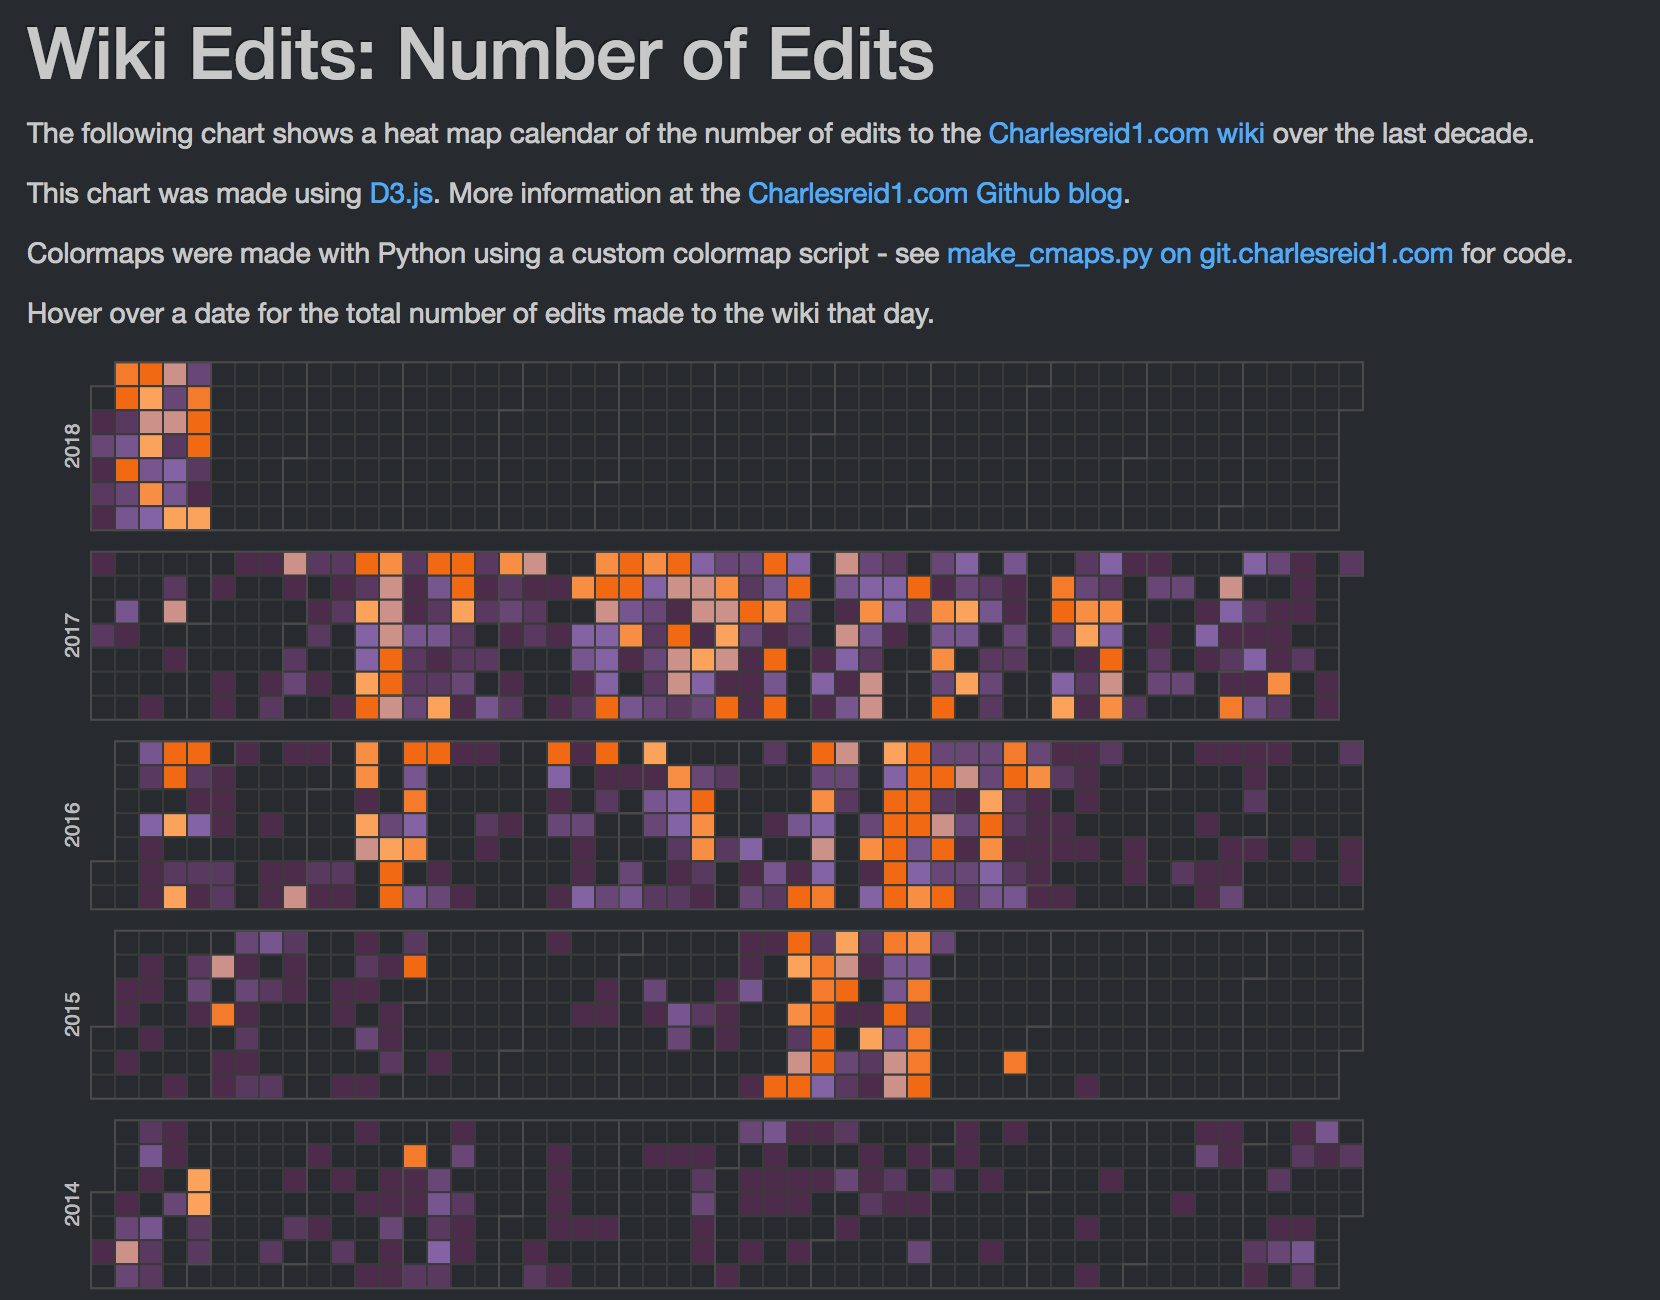 Wiki Edits: Number of Edits
The following chart shows a heat map calendar of the number of edits to the Charlesreid1.com wiki over the last decade.
This chart was made using D3.js. More information at the Charlesreid1.com Github blog.
Colormaps were made with Python using a custom colormap script - see make_cmaps.py on git.charlesreid1.com for code.
Hover over a date for the total number of edits made to the wiki that day.
2018
2017
2016
2015
2014